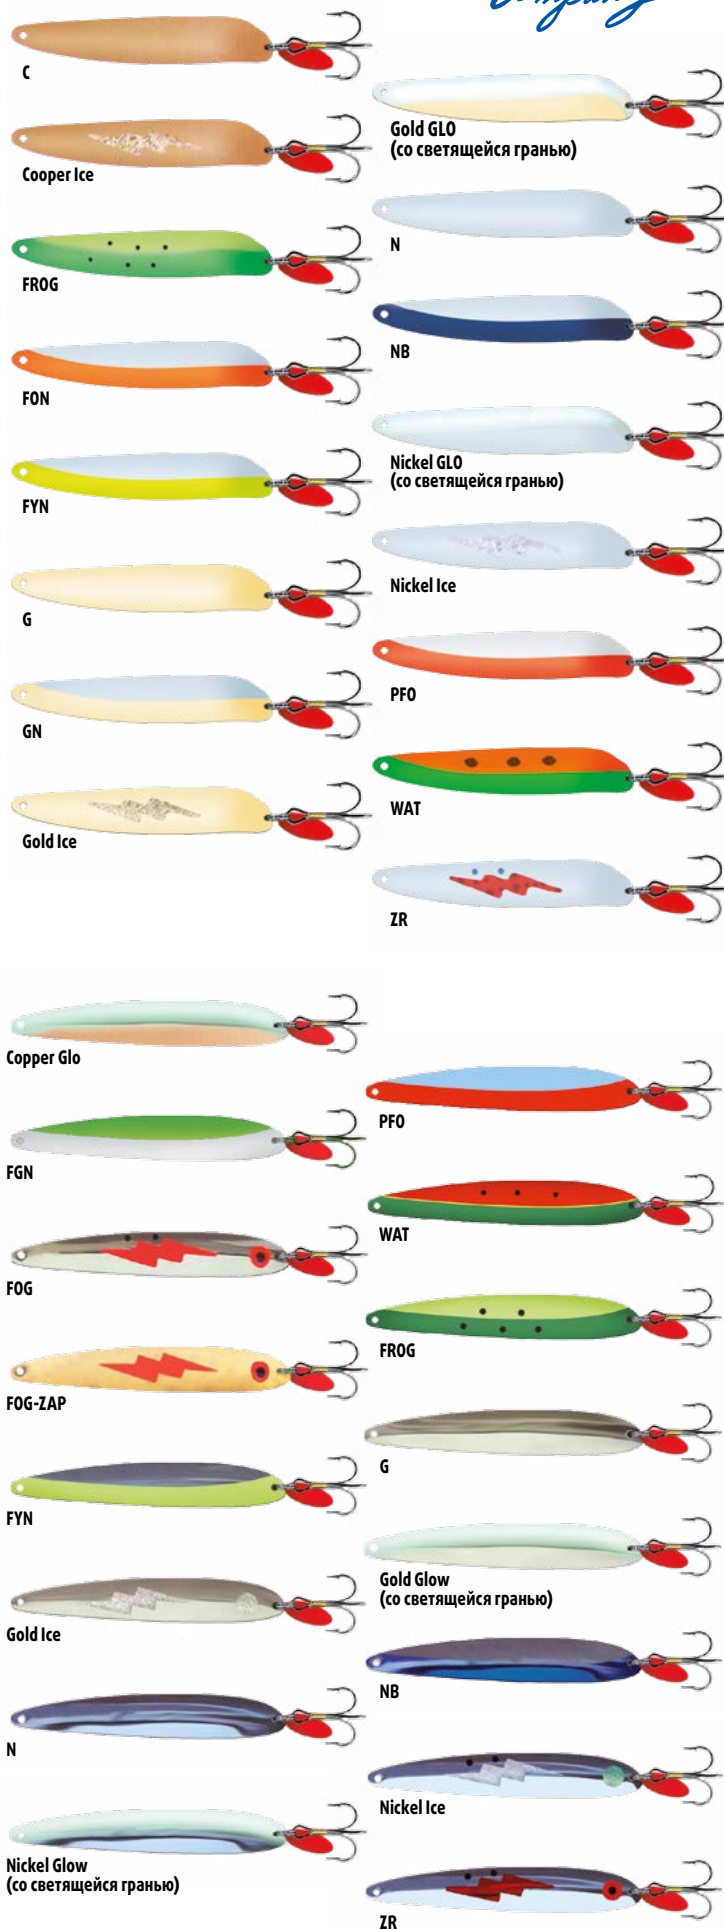 Company
C
Cooper Ice
FROG
FON
FYN
G
GN
Gold Ice
Gold GLO
(со светящейся гранью)
N
NB
Nickel GLO
(со светящейся гранью)
Nickel Ice
PFO
WAT
ZR
Copper Glo
FGN
FOG
FOG-ZAP
FYN
Gold Ice
N
Nickel Glow
(со светящейся гранью)
PFO
WAT
FROG
G
Gold Glow
(со светящейся гранью)
NB
Nickel Ice
ZR